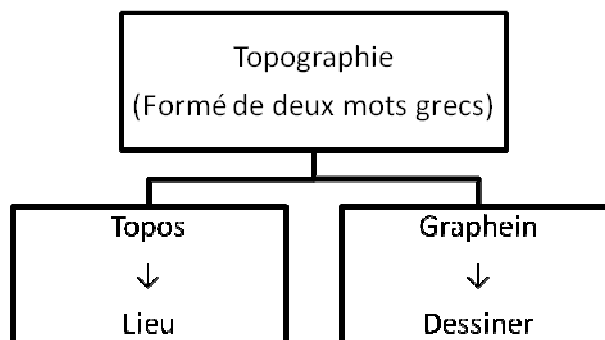 Topographie
(Formé de deux mots grecs)
Topos
↓
Lieu
Graphein
↓
Dessiner